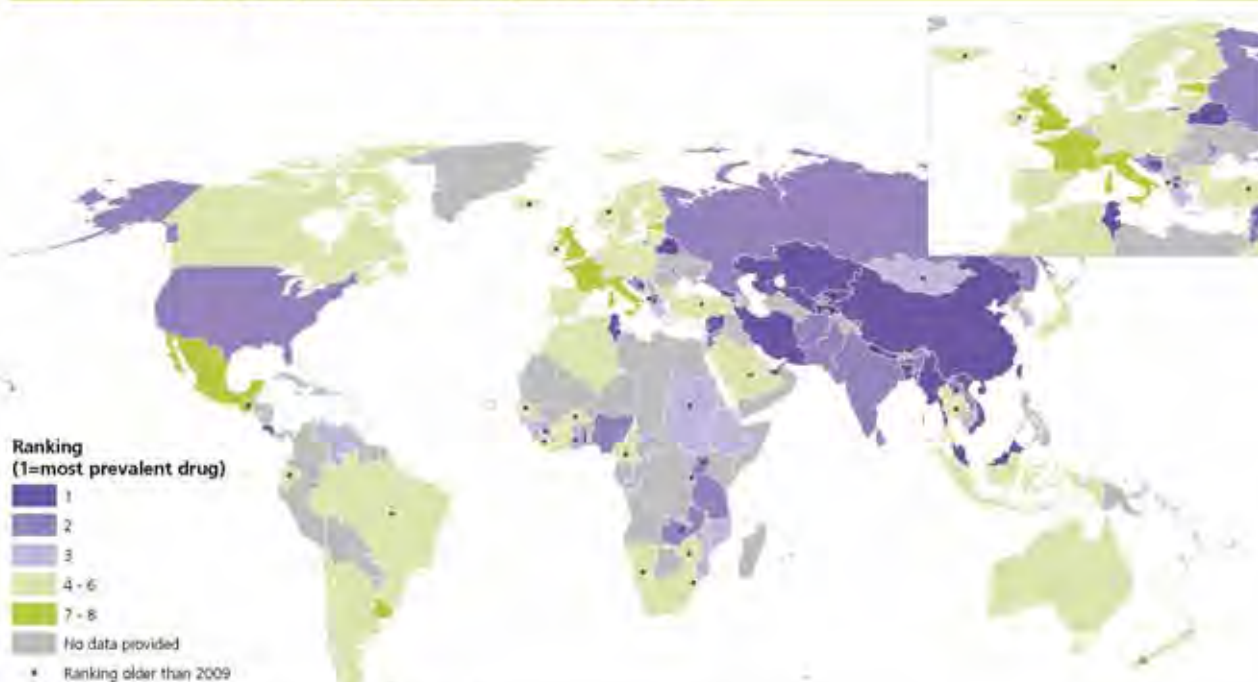 Ranking
(1=most prevalent drug)
1
2
3
4 - 6
7 - 8
No data provided
Ranking older than 2009